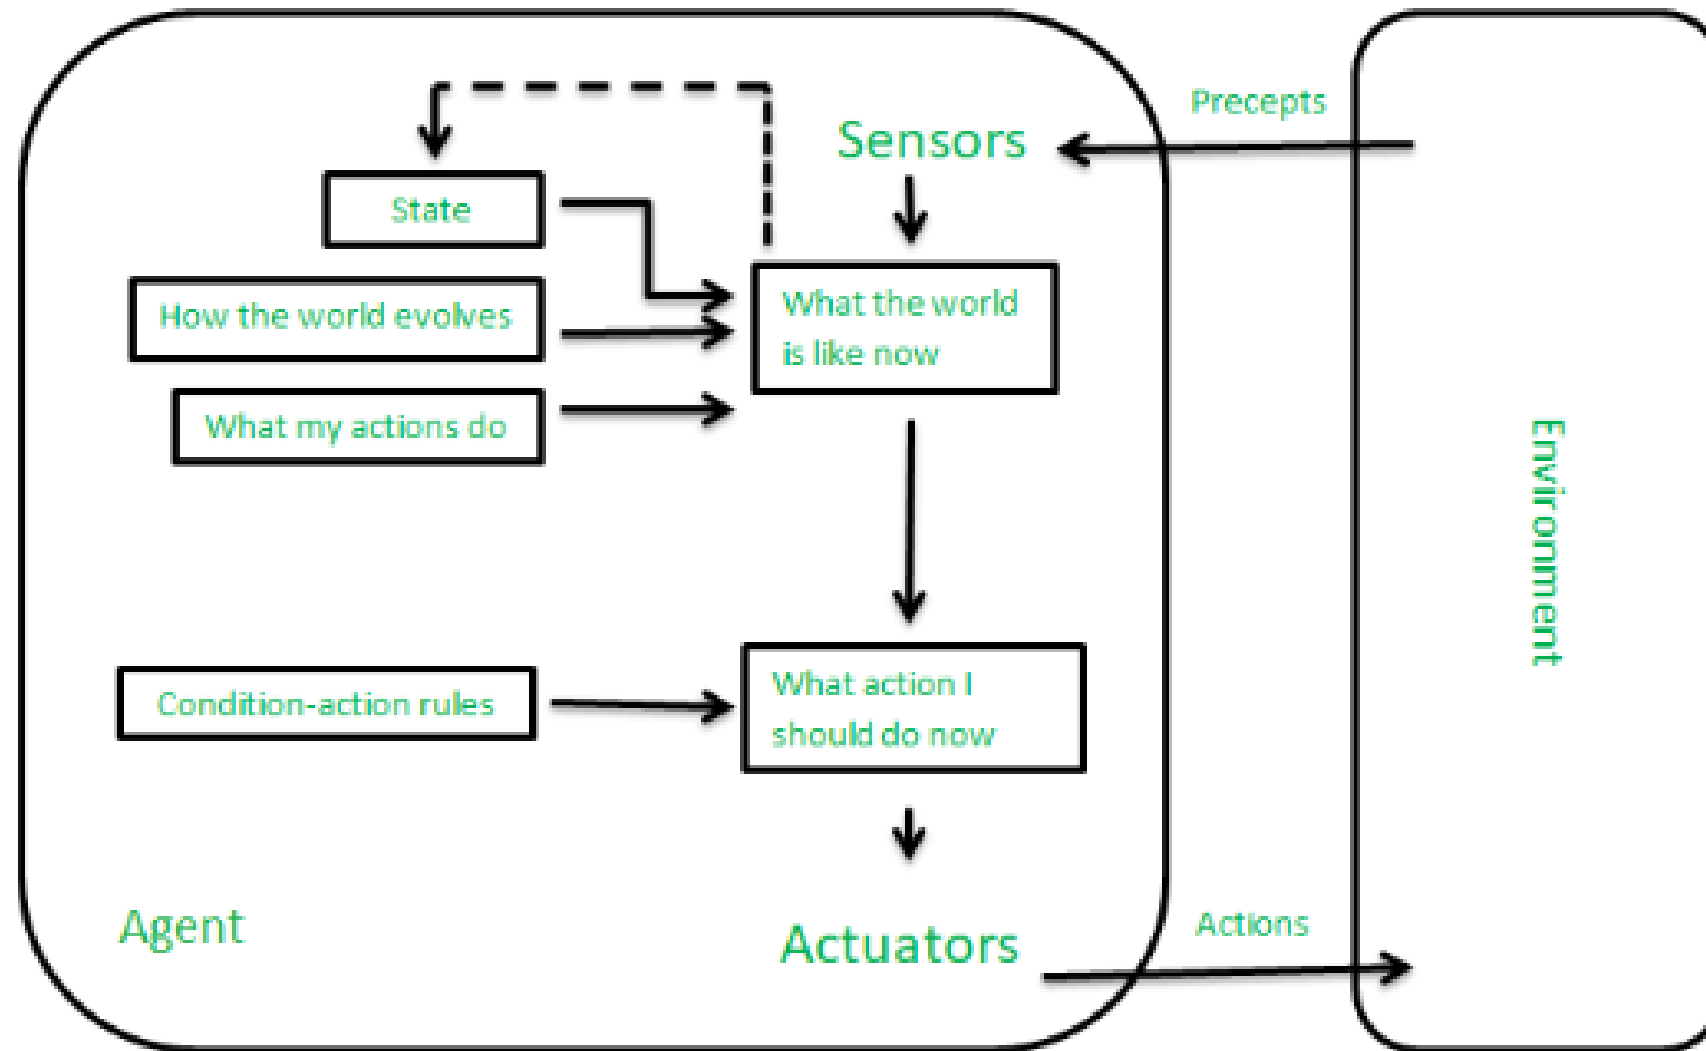 Precepts
Sensors
State
How the world evolves
What the world
is like now
What my actions do
Environment
Condition-action rules
What action I
should do now
Agent
Actuators
Actions